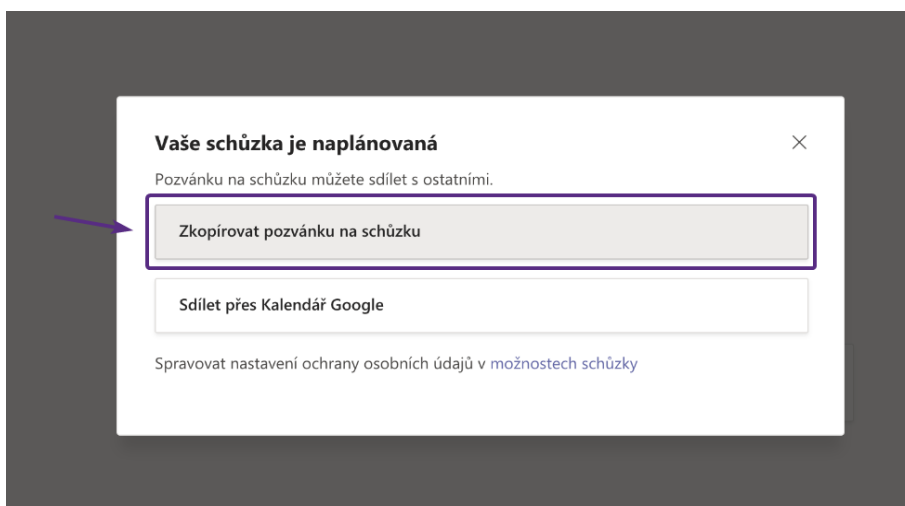 Vaše schůzka je naplánovaná
Pozvánku na schůzku můžete sdílet s ostatními.
Zkopírovat pozvánku na schůzku
Sdílet přes Kalendář Google
Spravovat nastavení ochrany osobních údajů v možnostech schůzky